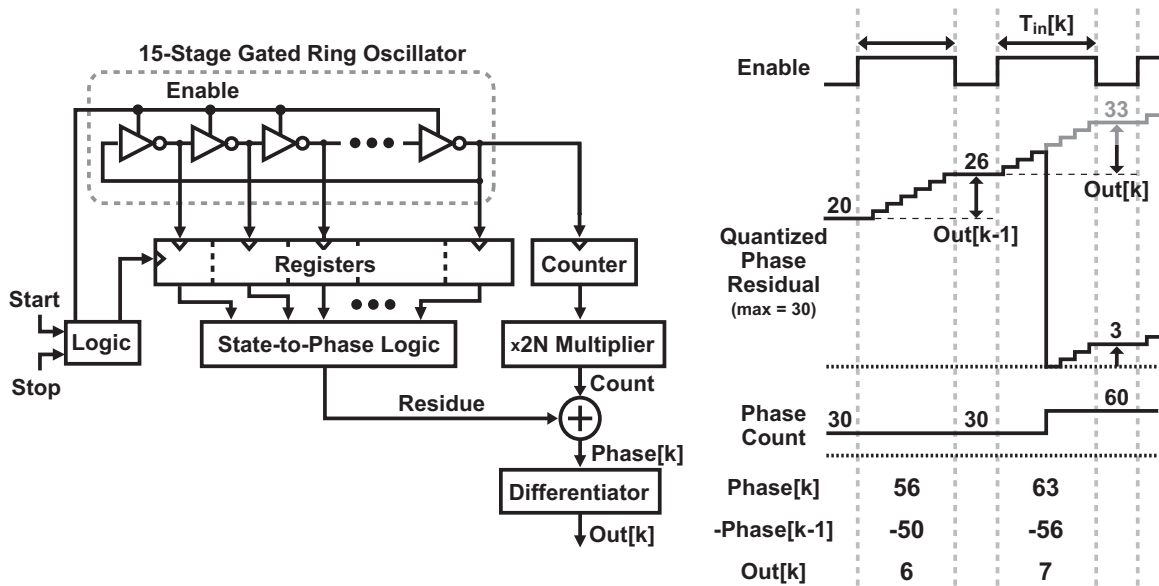 15-Stage Gated Ring Oscillator
Enable
Registers
Counter
Start
Stop
Logic
State-to-Phase Logic
x2N Multiplier
Count
Residue
+
Phase[k]
Differentiator
Out[k]
Tin[k]
Enable
33
26
20
Out[k]
Out[k-1]
Quantized
Phase
Residual
(max = 30)
3
Phase
Count
30
30
60
Phase[k] 56 63
-Phase[k-1] -50 -56
Out[k] 6 7